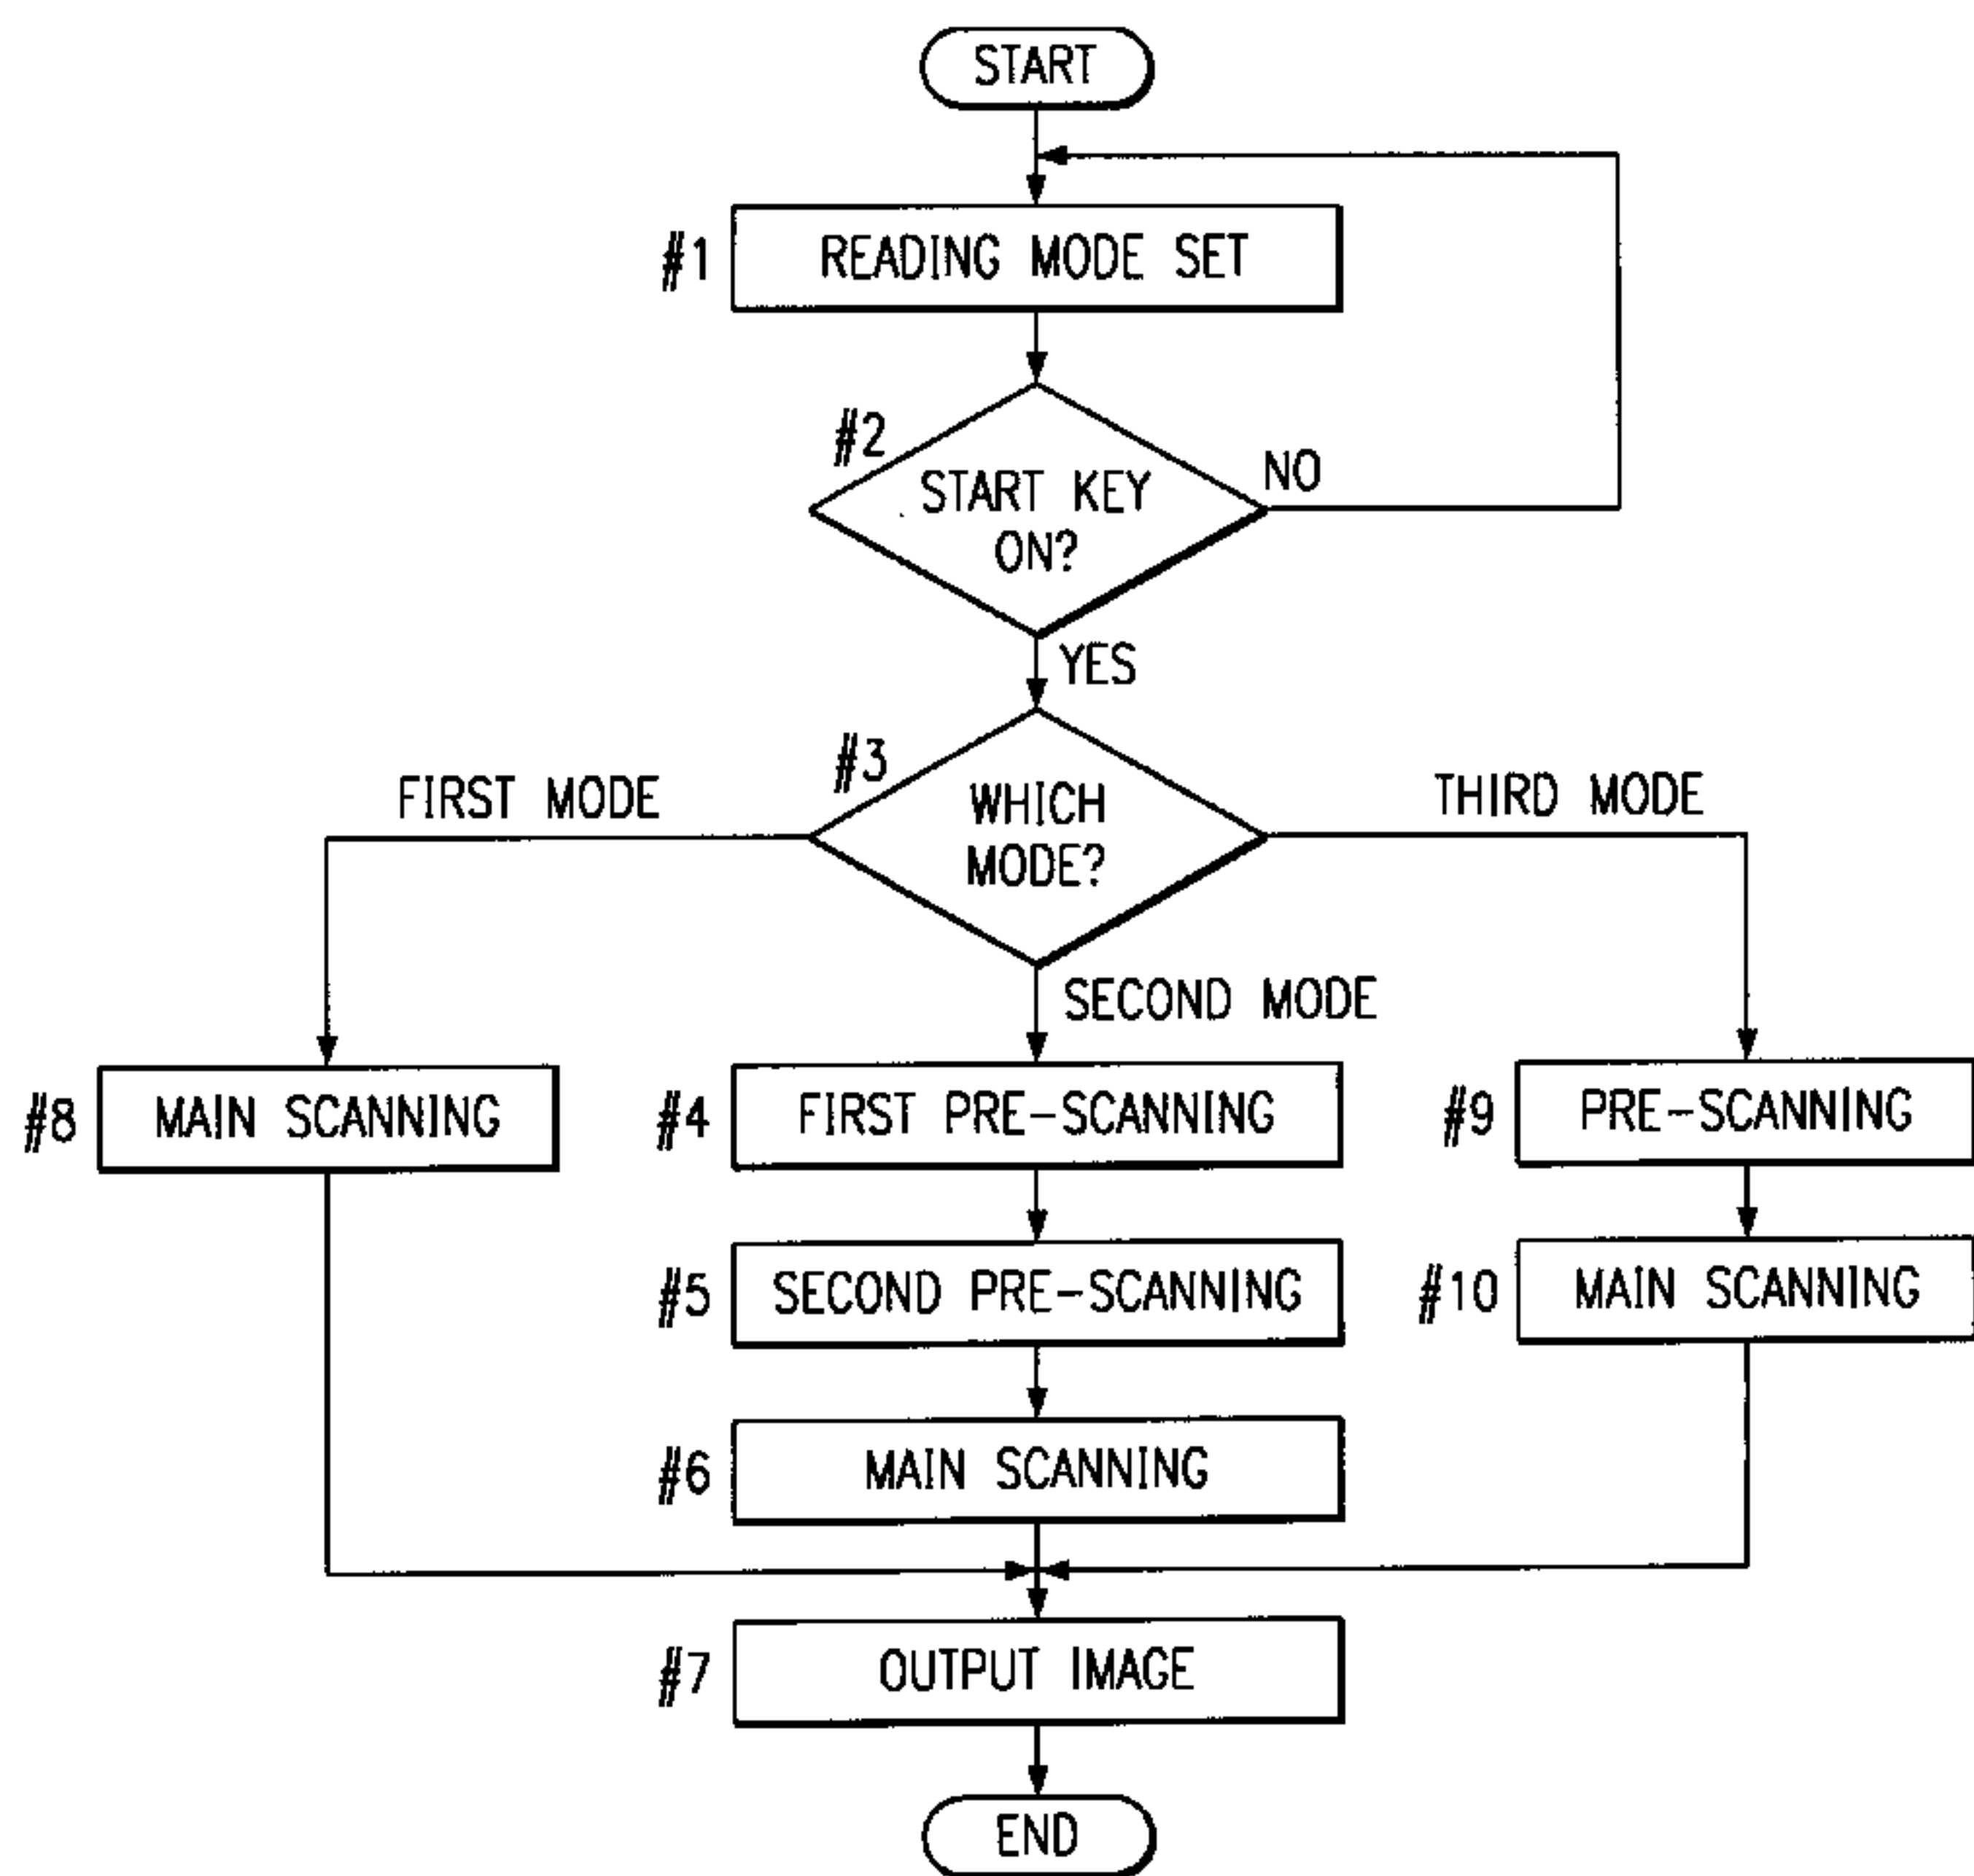 START
#1 READING MODE SET
#2
START KEY
ON?
NO
YES
#3
WHICH
MODE?
FIRST MODE
THIRD MODE
SECOND MODE
#8 MAIN SCANNING
#4 FIRST PRE-SCANNING
#9 PRE-SCANNING
#5 SECOND PRE-SCANNING
#10 MAIN SCANNING
#6 MAIN SCANNING
#7 OUTPUT IMAGE
END